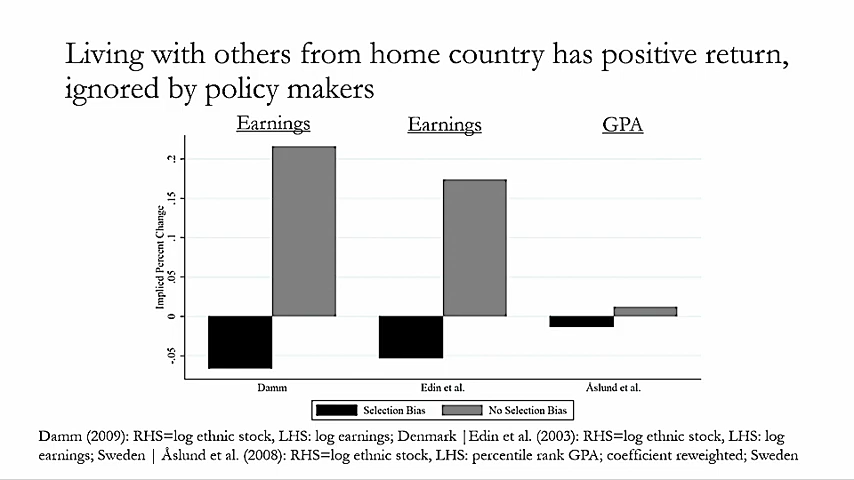 Living with others from home country has positive return,
ignored by policy makers
Earnings
Earnings
GPA
Implied Percent Change
.2
.15
.1
.05
0
-.05
Damm
Edin et al.
Åslund et al.
Selection Bias
No Selection Bias
Damm (2009): RHS=log ethnic stock, LHS: log earnings; Denmark |Edin et al. (2003): RHS=log ethnic stock, LHS: log
earnings; Sweden | Åslund et al. (2008): RHS=log ethnic stock, LHS: percentile rank GPA; coefficient reweighted; Sweden